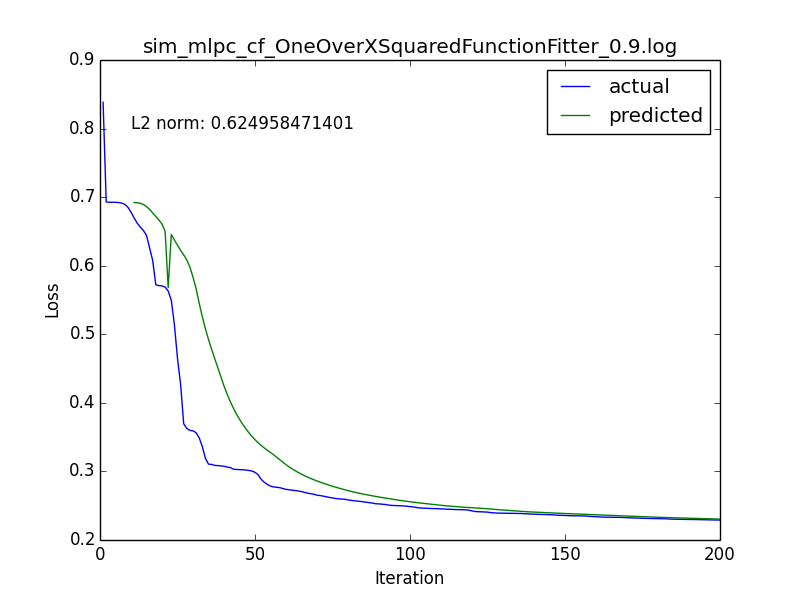 sim_mlpc_cf_OneOverXSquaredFunctionFitter_0.9.log
0.9
0.8
0.7
0.6
0.5
0.4
0.3
0.2
Loss
L2 norm: 0.624958471401
actual
predicted
0
50
100
150
200
Iteration